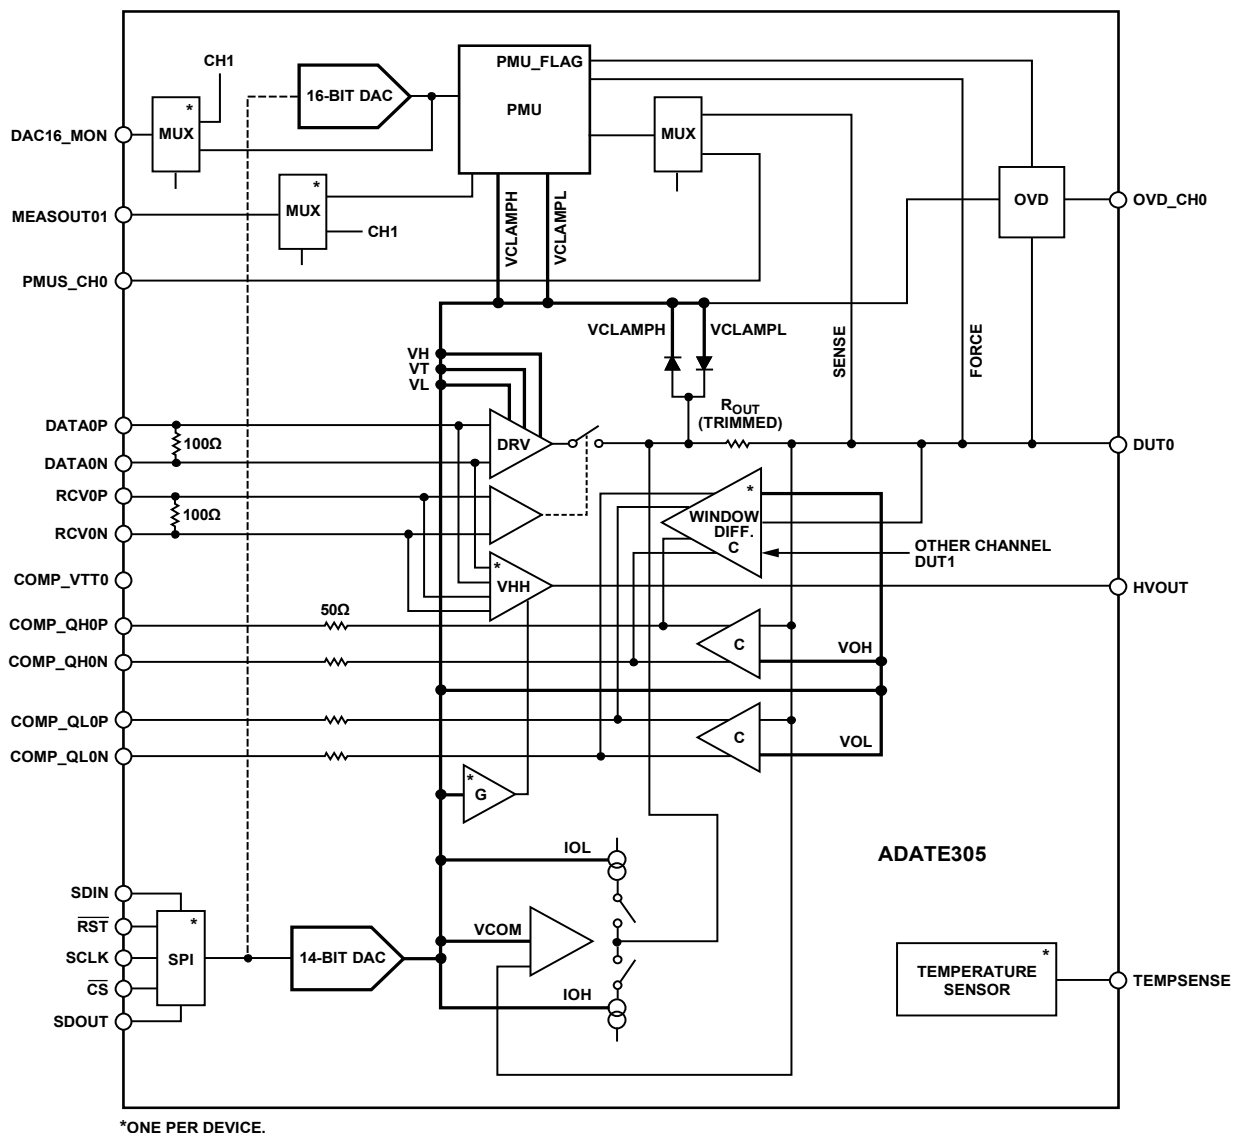 CH1
16-BIT DAC
PMU_FLAG
PMU
*
MUX
DAC16_MON
MUX
*
MUX
MEASOUT01
CH1
VCLAMPH
VCLAMPL
OVD
OVD_CH0
PMUS_CH0
VCLAMPH
VCLAMPL
SENSE
FORCE
VH
VT
VL
ROUT
(TRIMMED)
DATA0P
100Ω
DRV
DUT0
DATA0N
RCV0P
100Ω
RCV0N
*
WINDOW
DIFF.
C
OTHER CHANNEL
DUT1
COMP_VTT0
*
VHH
HVOUT
50Ω
COMP_QH0P
COMP_QH0N
C
VOH
COMP_QL0P
COMP_QL0N
C
VOL
*
G
IOL
ADATE305
SDIN
RST
SCLK
CS
SDOUT
*
SPI
14-BIT DAC
VCOM
IOH
*
TEMPERATURE
SENSOR
TEMPSENSE
*ONE PER DEVICE.